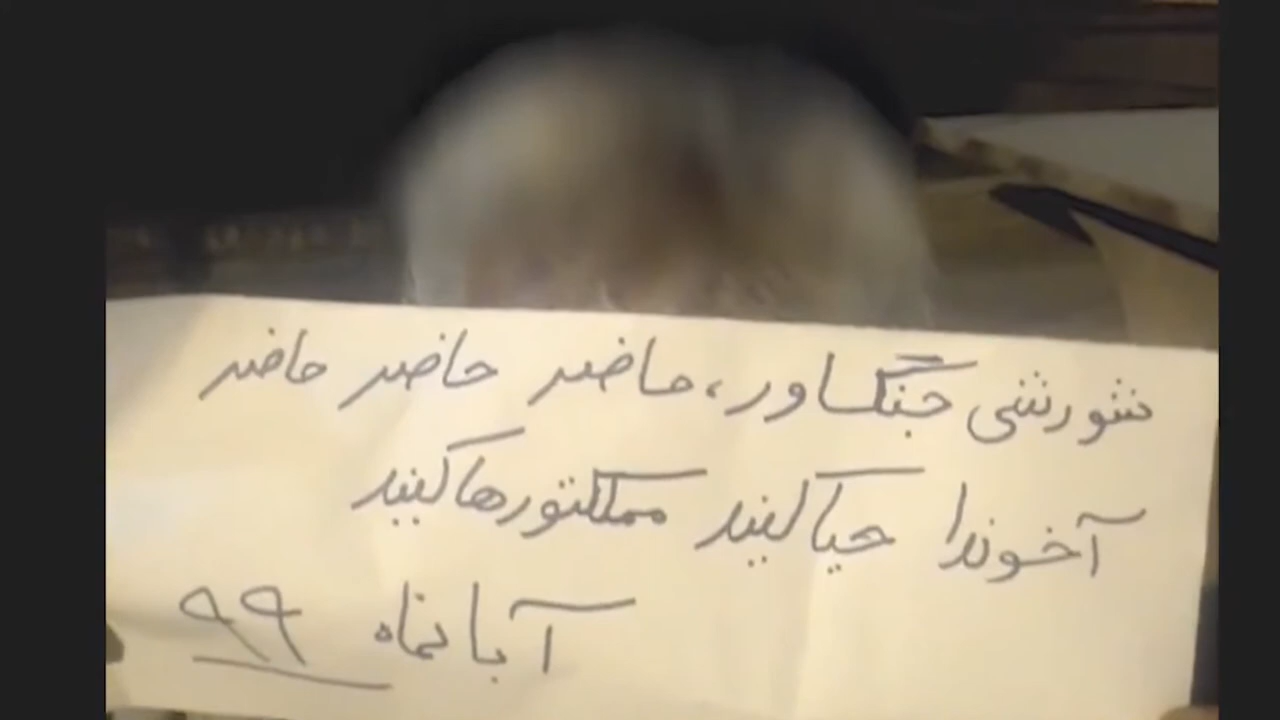 شورشی جنگاور، حاضر حاضر حاضر
آخوندا حیا کنید مملکتو رها کنید
آبانماه ۹۹